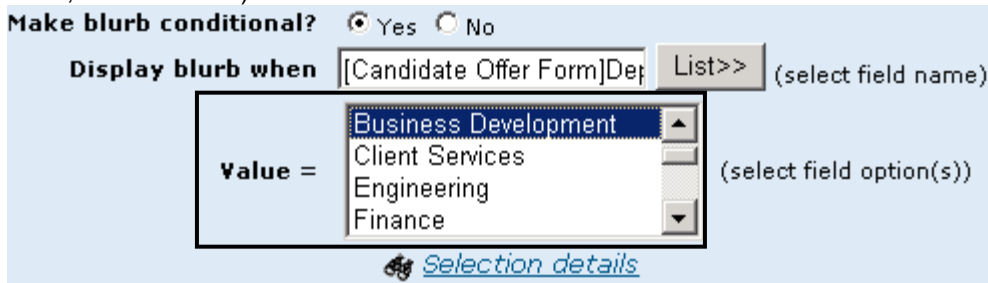 Make blurb conditional? Yes No
Display blurb when [Candidate Offer Form]Dep List>> (select field name)
Business Development
Client Services
Value = (select field option(s))
Engineering
Finance
Selection details